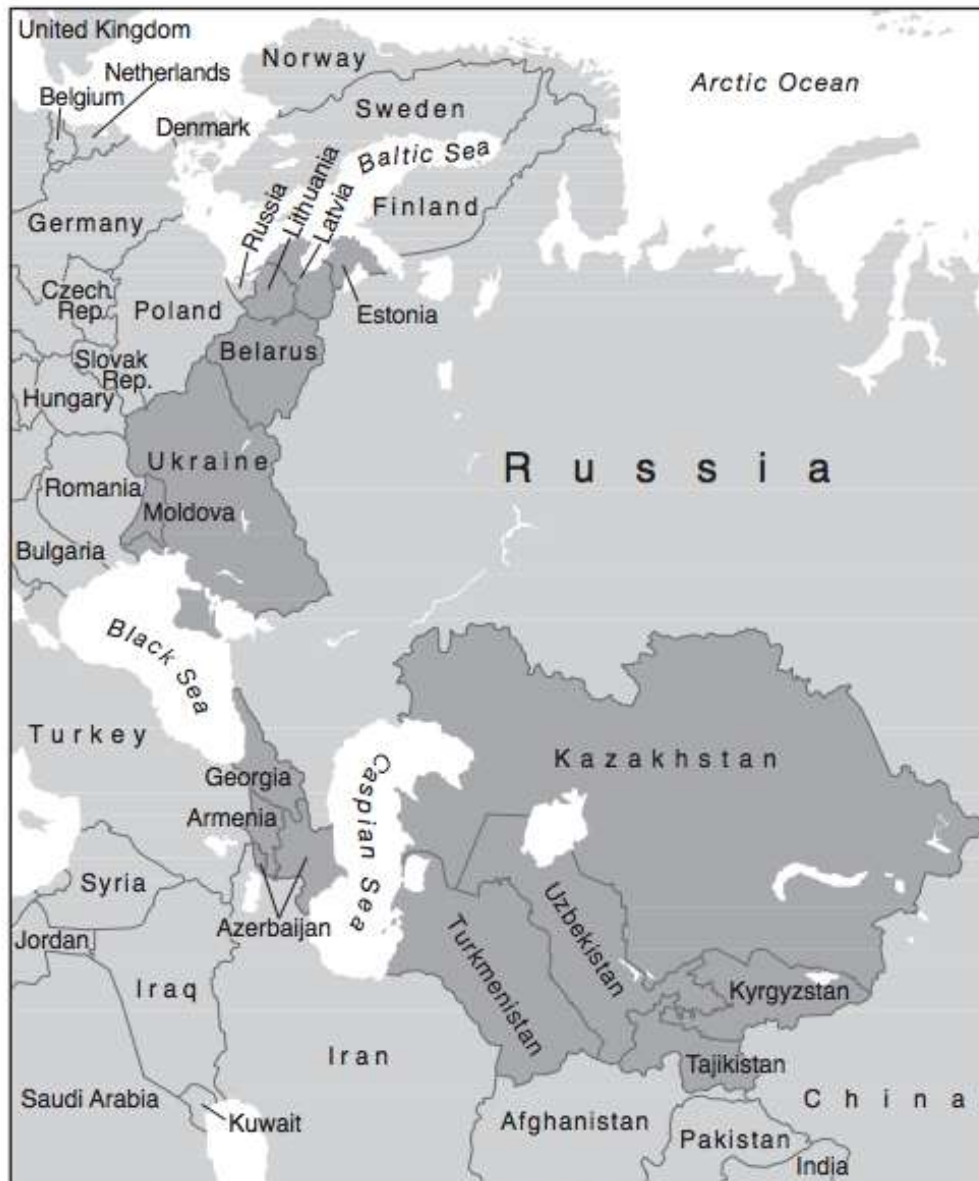 United Kingdom
Norway
Arctic Ocean
Netherlands
Belgium
Sweden
Denmark
Baltic Sea
Lithuania
Russia
Latvia
Finland
Germany
Czech
Rep.
Poland
Estonia
Slovak
Rep.
Belarus
Hungary
Ukraine
Russia
Romania
Moldova
Bulgaria
Black Sea
Turkey
Kazakhstan
Georgia
Caspian Sea
Armenia
Syria
Uzbekistan
Azerbaijan
Jordan
Turkmenistan
Iraq
Kyrgyzstan
Iran
Tajikistan
Saudi Arabia
China
Kuwait
Afghanistan
Pakistan
India